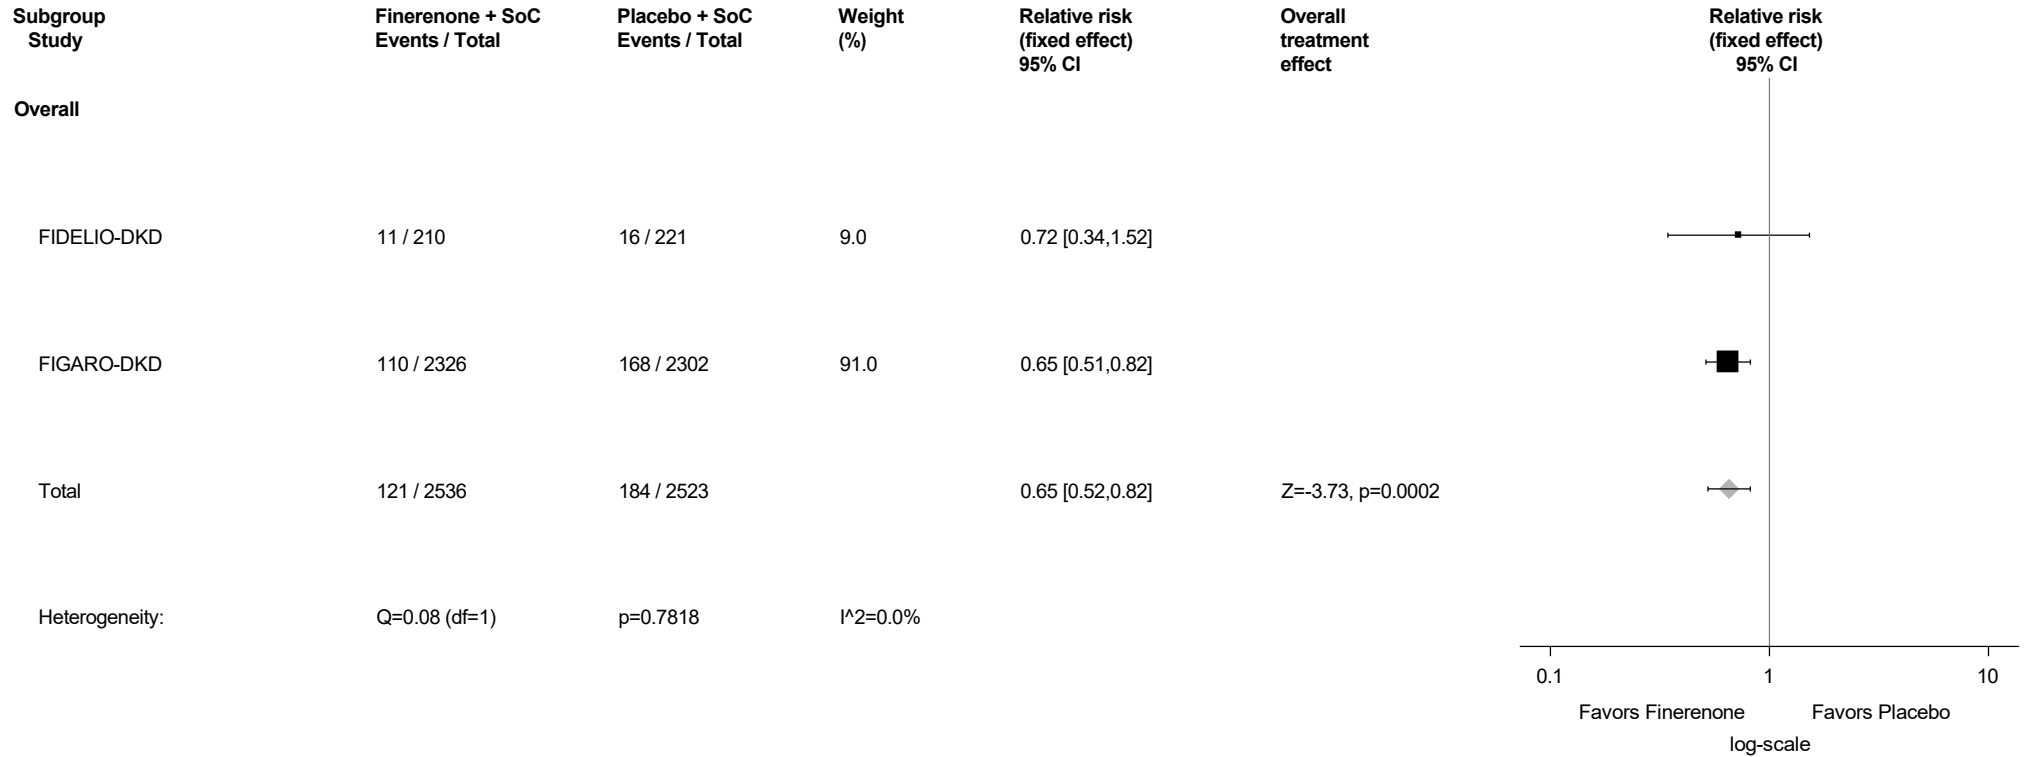 Subgroup Finerenone + SoC Placebo + SoC Weight Relative risk Overall Relative risk
Study Events / Total Events / Total (%) (fixed effect) treatment (fixed effect)
95% CI effect 95% CI
Overall
FIDELIO-DKD 11 / 210 16 / 221 9.0 0.72 [0.34,1.52]
FIGARO-DKD 110 / 2326 168 / 2302 91.0 0.65 [0.51,0.82]
Total 121 / 2536 184 / 2523 0.65 [0.52,0.82] Z=-3.73, p=0.0002
Heterogeneity: Q=0.08 (df=1) p=0.7818 I^2=0.0%
0.1 1 10
Favors Finerenone Favors Placebo
log-scale